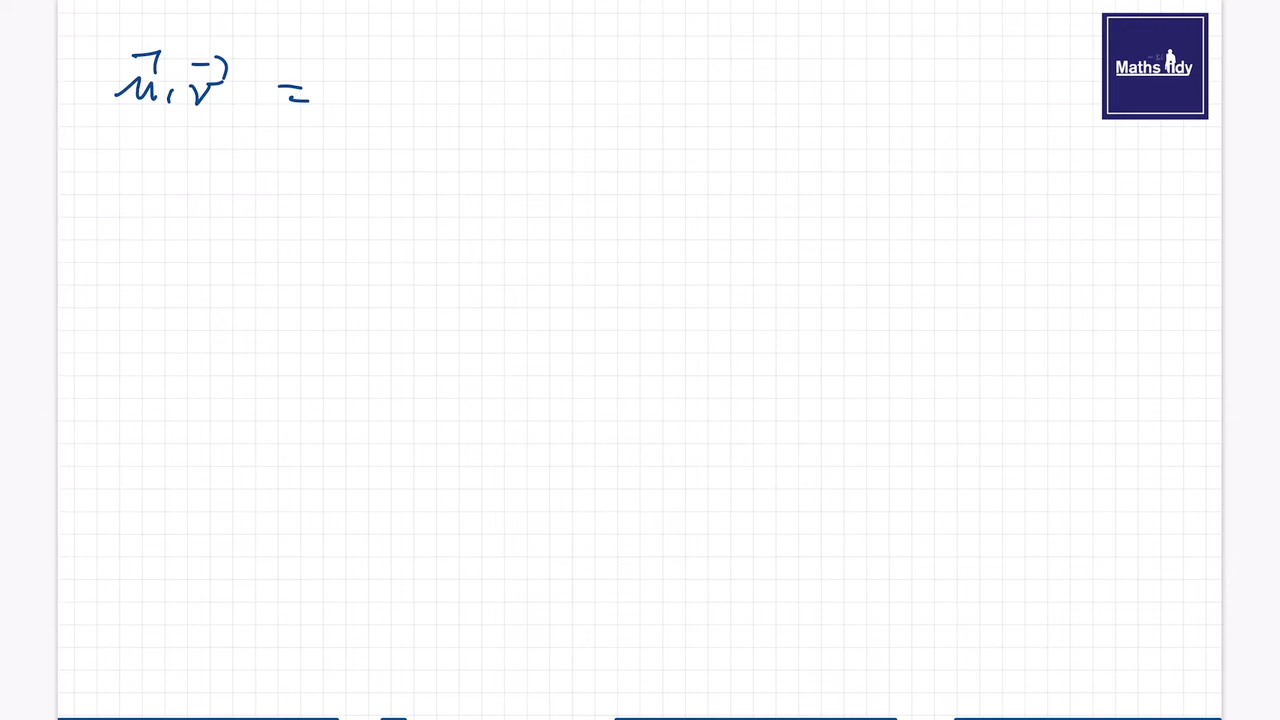 u⃗ . v⃗ =
Maths Tidy